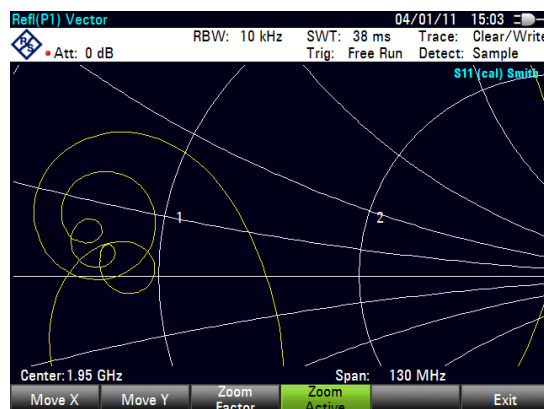 Refl(P1) Vector 04/01/11 15:03
RBW: 10 kHz SWT: 38 ms Trace: Clear/Write
Att: 0 dB Trig: Free Run Detect: Sample
S11 (cal) Smith
1 2
Center: 1.95 GHz Span: 130 MHz
Move X Move Y Zoom Factor Zoom Active Exit